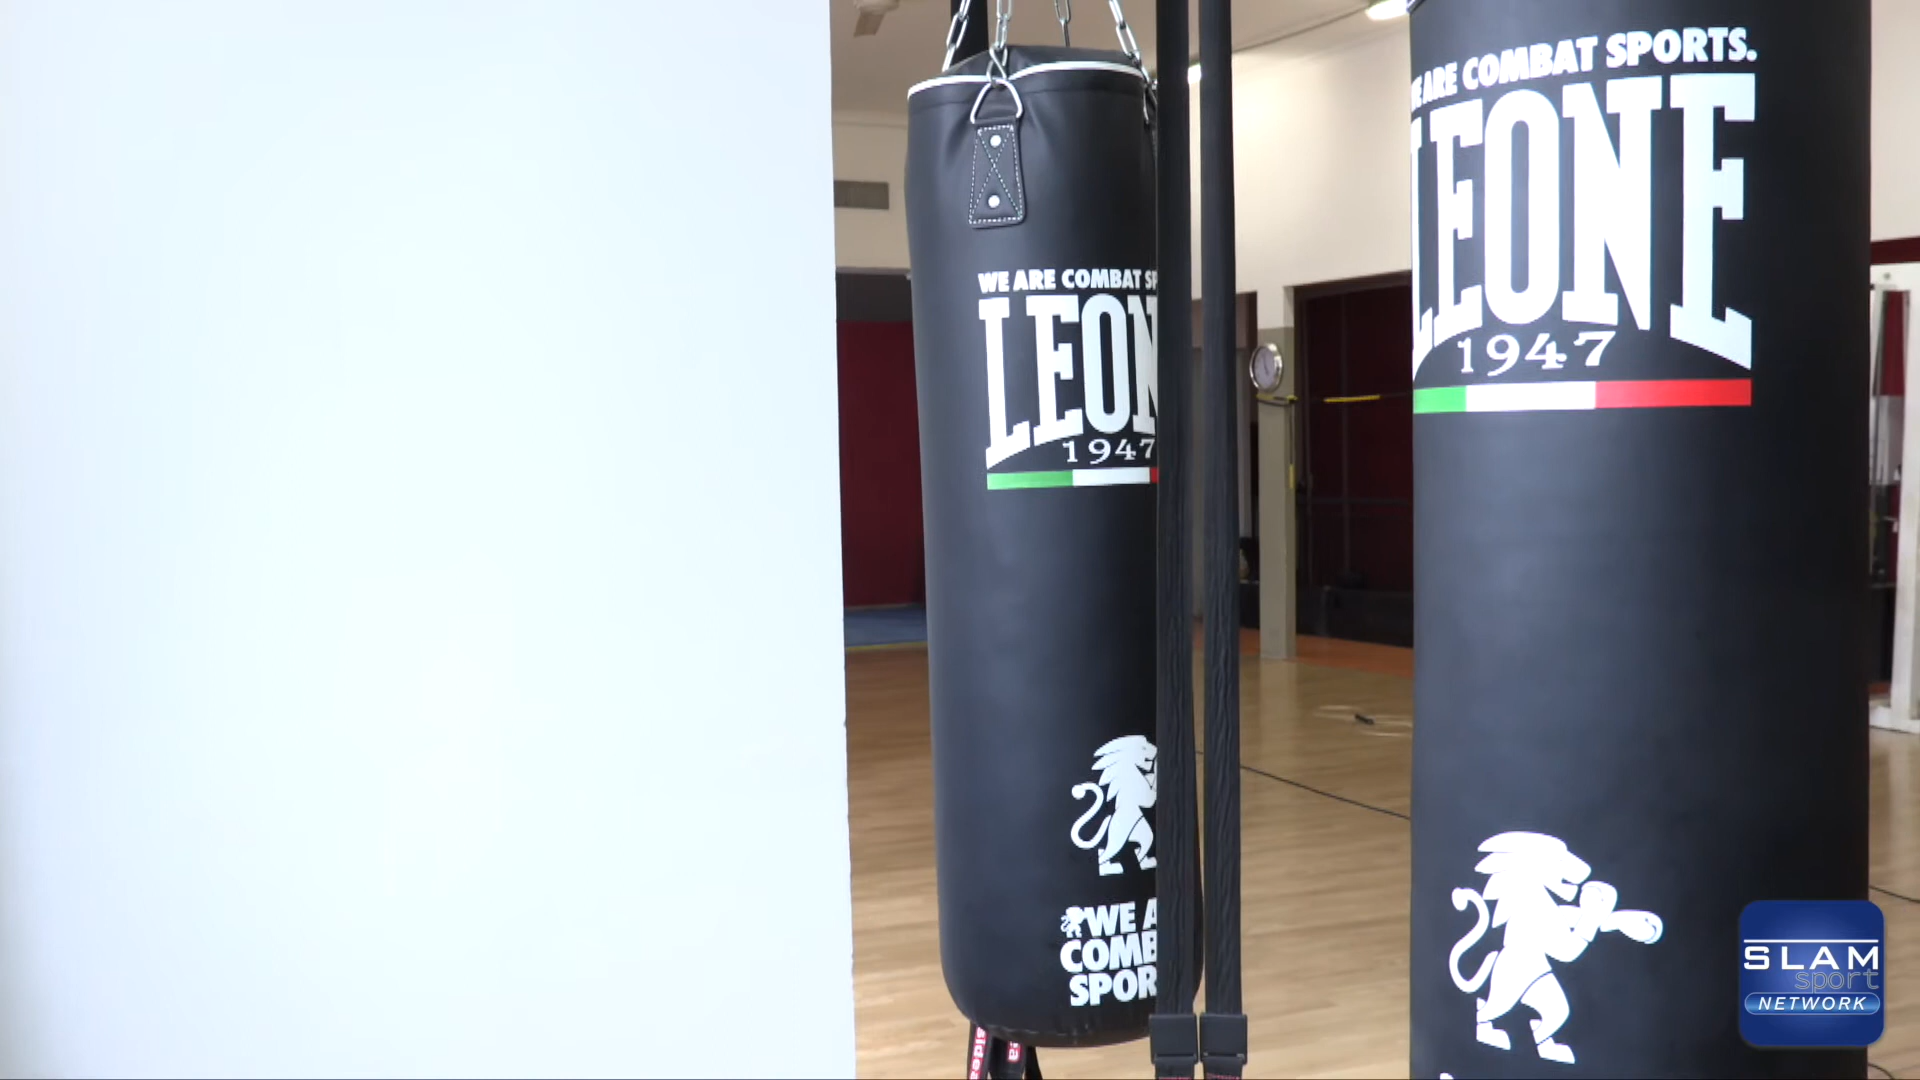 WE ARE COMBAT SP
LEON
1947
WE A
COMB
SPOR
WE ARE COMBAT SPORTS.
LEONE
1947
SLAM
sport
NETWORK